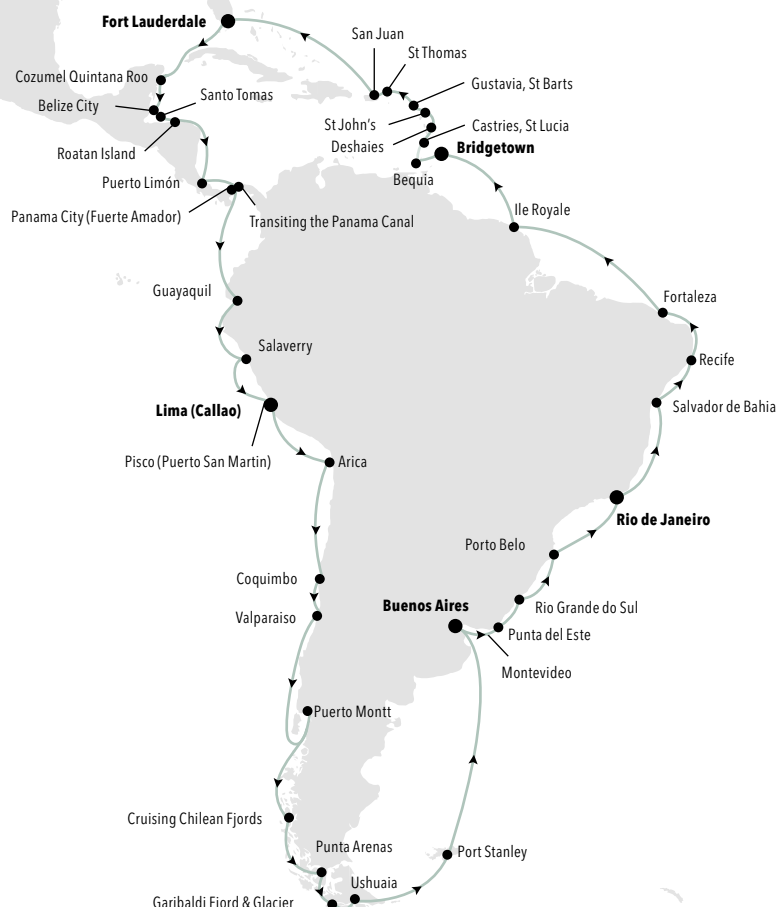 Fort Lauderdale
San Juan
St Thomas
Cozumel Quintana Roo
Gustavia, St Barts
Santo Tomas
Belize City
St John's
Castries, St Lucia
Deshaies
Bridgetown
Roatan Island
Bequia
Puerto Limón
Ile Royale
Panama City (Fuerte Amador)
Transiting the Panama Canal
Guayaquil
Fortaleza
Salaverry
Recife
Lima (Callao)
Salvador de Bahia
Pisco (Puerto San Martin)
Arica
Rio de Janeiro
Porto Belo
Coquimbo
Buenos Aires
Rio Grande do Sul
Valparaiso
Punta del Este
Montevideo
Puerto Montt
Cruising Chilean Fjords
Punta Arenas
Port Stanley
Ushuaia
Garibaldi Fjord & Glacier